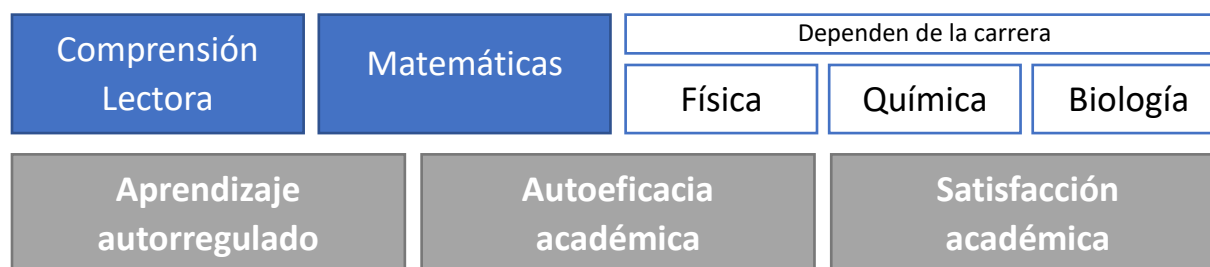 Comprensión
Lectora
Matemáticas
Dependen de la carrera
Física
Química
Biología
Aprendizaje
autorregulado
Autoeficacia
académica
Satisfacción
académica